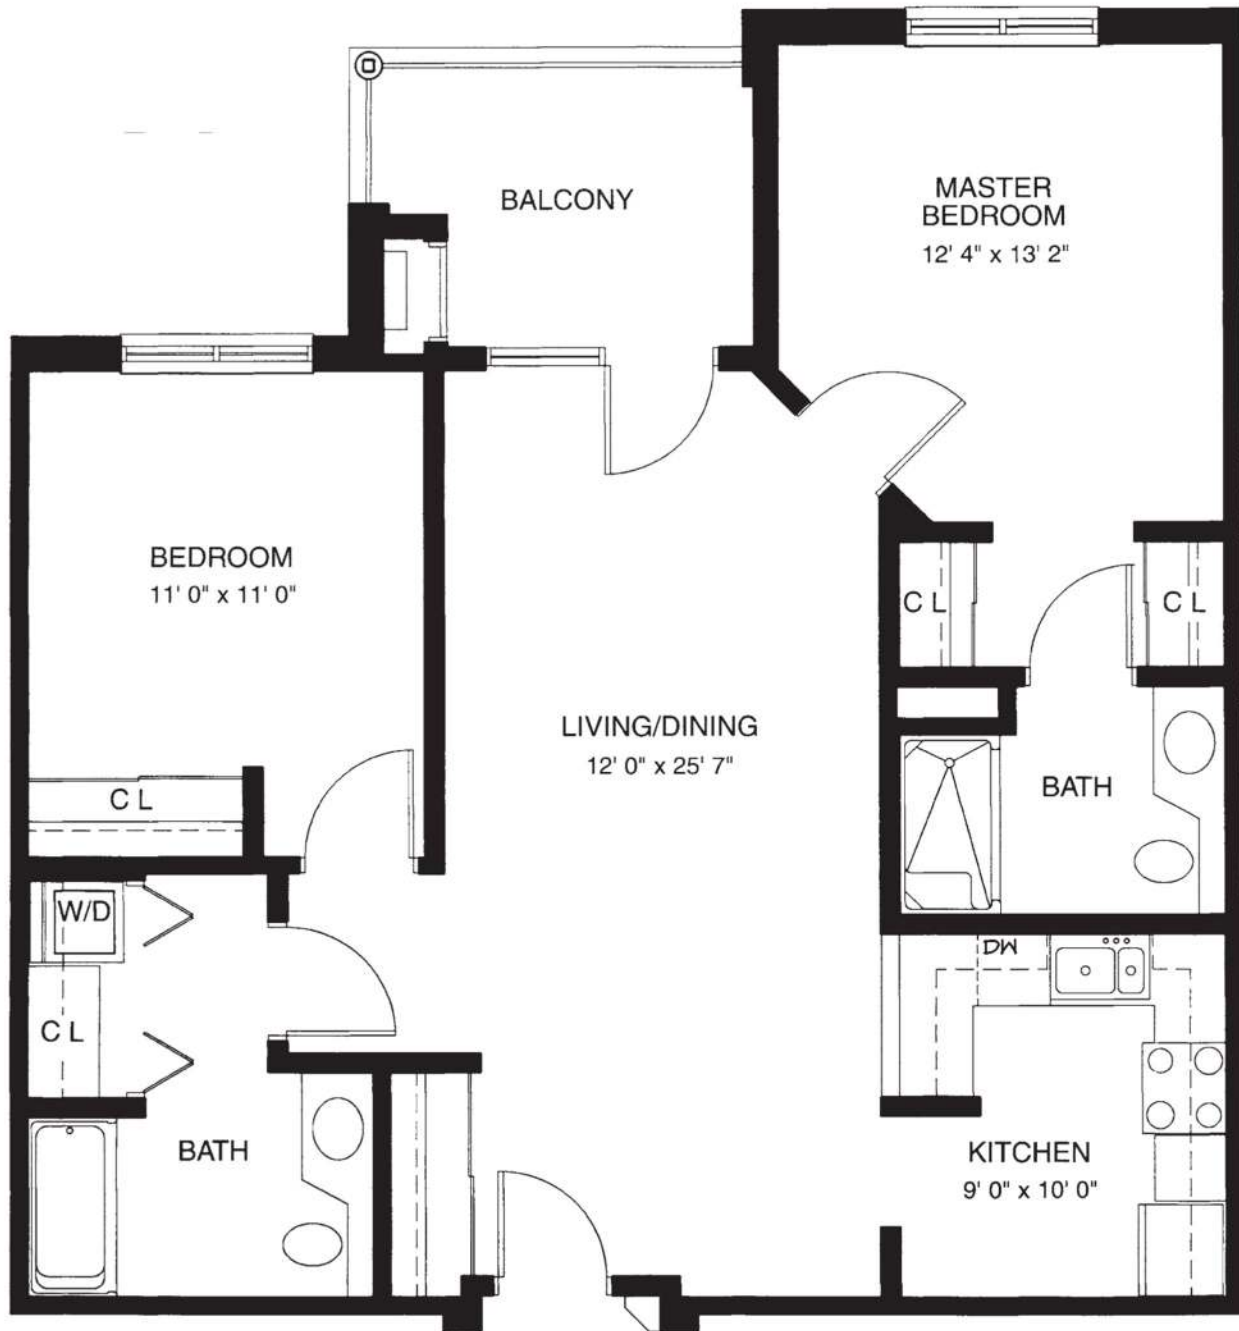 BALCONY
MASTER
BEDROOM
12' 4" x 13' 2"
BEDROOM
11' 0" x 11' 0"
C L
C L
LIVING/DINING
12' 0" x 25' 7"
C L
BATH
W/D
DW
C L
BATH
KITCHEN
9' 0" x 10' 0"